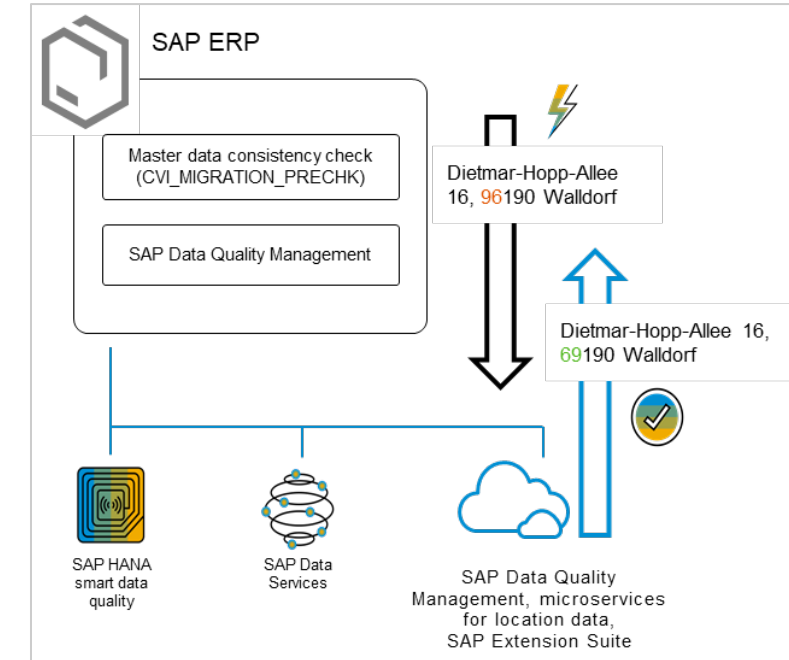 SAP ERP
Master data consistency check
(CVI_MIGRATION_PRECHK)
SAP Data Quality Management
Dietmar-Hopp-Allee
16, 96190 Walldorf
Dietmar-Hopp-Allee 16,
69190 Walldorf
SAP HANA
smart data
quality
SAP Data
Services
SAP Data Quality
Management, microservices
for location data,
SAP Extension Suite